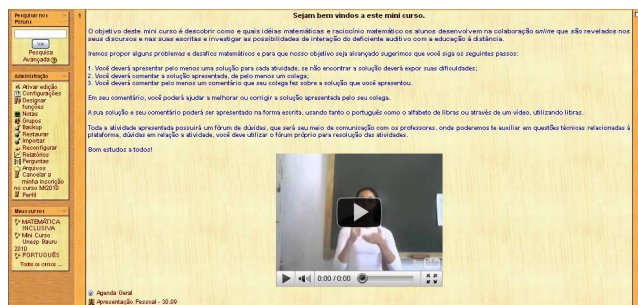 Pesquisar nos
Fóruns
Vai
Pesquisa
Avançada
Administração
Ativar edição
Configurações
Designar
funções
Notas
Grupos
Backup
Restaurar
Importar
Reconfigurar
Relatórios
Perguntas
Arquivos
Cancelar a
minha inscrição
no curso MI2010
Perfil
Meus cursos
MATEMÁTICA
INCLUSIVA
Mini Curso
Unesp Bauru
2010
PORTUGUÊS
Todos os cursos ...
1
Sejam bem vindos a este mini curso.
O objetivo deste mini curso é descobrir como e quais idéias matemáticas e raciocínio matemático os alunos desenvolvem na colaboração online que são revelados nos
seus discursos e nas suas escritas e investigar as possibilidades de interação do deficiente auditivo com a educação à distância.
Iremos propor alguns problemas e desafios matemáticos e para que nosso objetivo seja alcançado sugerimos que você siga os seguintes passos:
1. Você deverá apresentar pelo menos uma solução para cada atividade, se não encontrar a solução deverá expor suas dificuldades;
2. Você deverá comentar a solução apresentada, de pelo menos um colega;
3. Você deverá comentar pelo menos um comentário que seu colega fez sobre a solução que você apresentou.
Em seu comentário, você poderá ajudar a melhorar ou corrigir a solução apresentada pelo seu colega.
A sua solução e seu comentário poderá ser apresentado na forma escrita, usando tanto o português como o alfabeto de libras ou através de um vídeo, utilizando libras.
Toda a atividade apresentada possuirá um fórum de dúvidas, que será seu meio de comunicação com os professores, onde poderemos te auxiliar em questões técnicas relacionadas à
plataforma, dúvidas em relação a atividade, você deve utilizar o fórum próprio para resolução das atividades.
Bom estudos a todos!
0:00 / 0:00
Agenda Geral
Apresentação Pessoal - 30.09